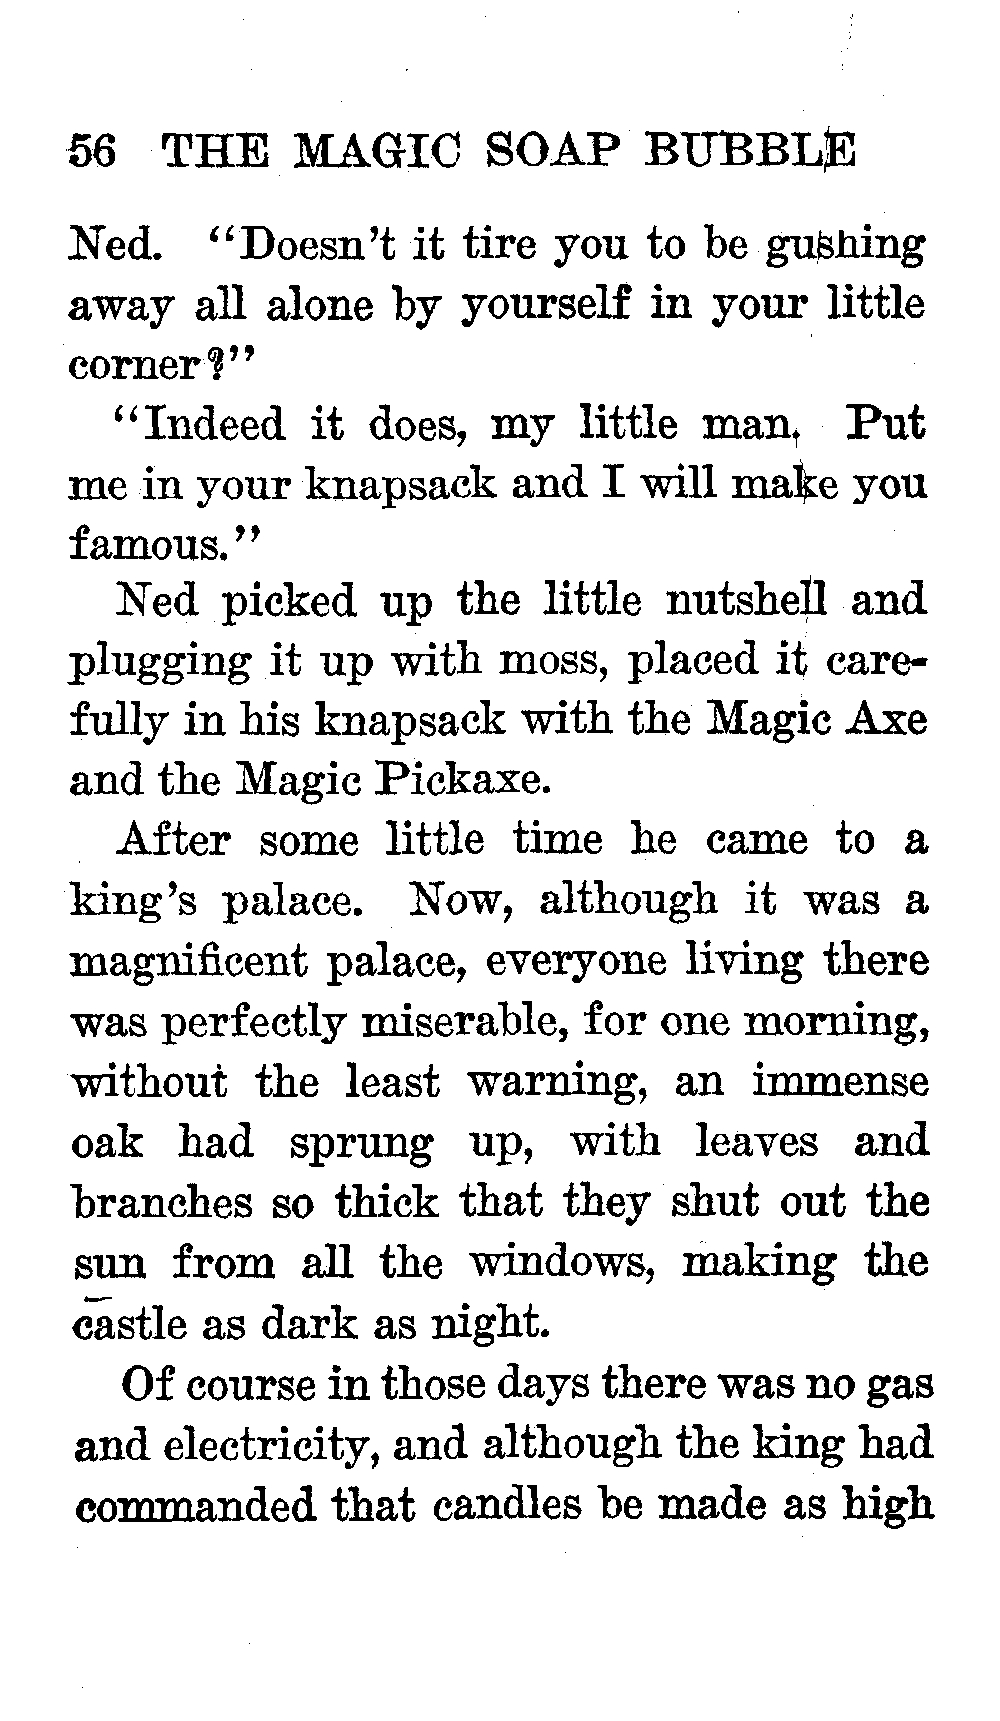 56 THE MAGIC SOAP BUBBLE
Ned. "Doesn't it tire you to be gushing
away all alone by yourself in your little
corner?"
"Indeed it does, my little man. Put
me in your knapsack and I will make you
famous."
Ned picked up the little nutshell and
plugging it up with moss, placed it care-
fully in his knapsack with the Magic Axe
and the Magic Pickaxe.
After some little time he came to a
king's palace. Now, although it was a
magnificent palace, everyone living there
was perfectly miserable, for one morning,
without the least warning, an immense
oak had sprung up, with leaves and
branches so thick that they shut out the
sun from all the windows, making the
castle as dark as night.
Of course in those days there was no gas
and electricity, and although the king had
commanded that candles be made as high